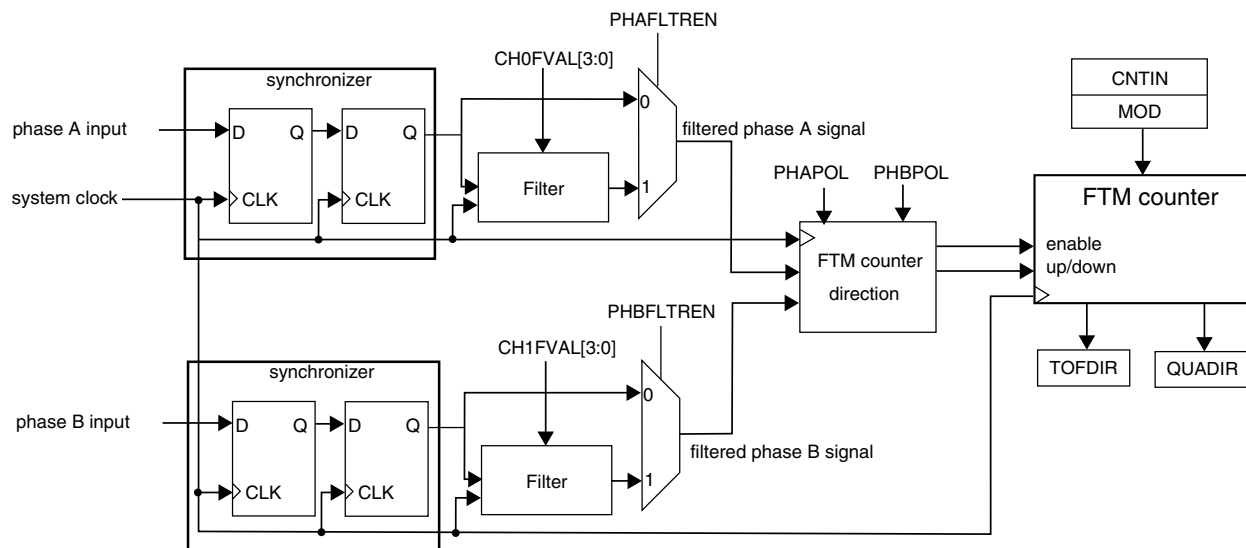 PHAFLTREN
CH0FVAL[3:0]
synchronizer
CNTIN
MOD
0
phase A input
D
Q
D
Q
filtered phase A signal
Filter
1
system clock
CLK
CLK
PHAPOL
PHBPOL
FTM counter
enable
up/down
FTM counter
direction
PHBFLTREN
CH1FVAL[3:0]
synchronizer
TOFDIR
QUADIR
0
phase B input
D
Q
D
Q
filtered phase B signal
Filter
1
CLK
CLK